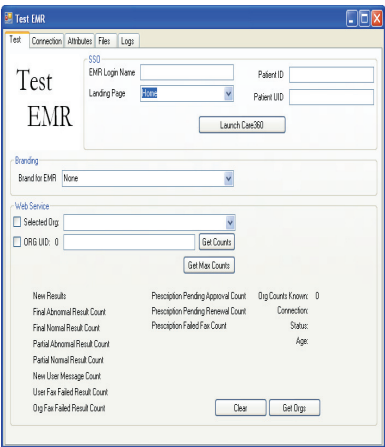 Test EMR
Test Connection Attributes Files Logs
Test
EMR
SSO
EMR Login Name
Patient ID
Landing Page Home
Patient UID
Launch Care360
Branding
Brand for EMR None
Web Service
Selected Org:
ORG UID: 0 Get Counts
Get Max Counts
New Results
Final Abnormal Result Count
Final Normal Result Count
Partial Abnormal Result Count
Partial Normal Result Count
New User Message Count
User Fax Failed Result Count
Org Fax Failed Result Count
Prescription Pending Approval Count
Prescription Pending Renewal Count
Prescription Failed Fax Count
Org Counts Known: 0
Connection:
Status:
Age:
Clear Get Orgs